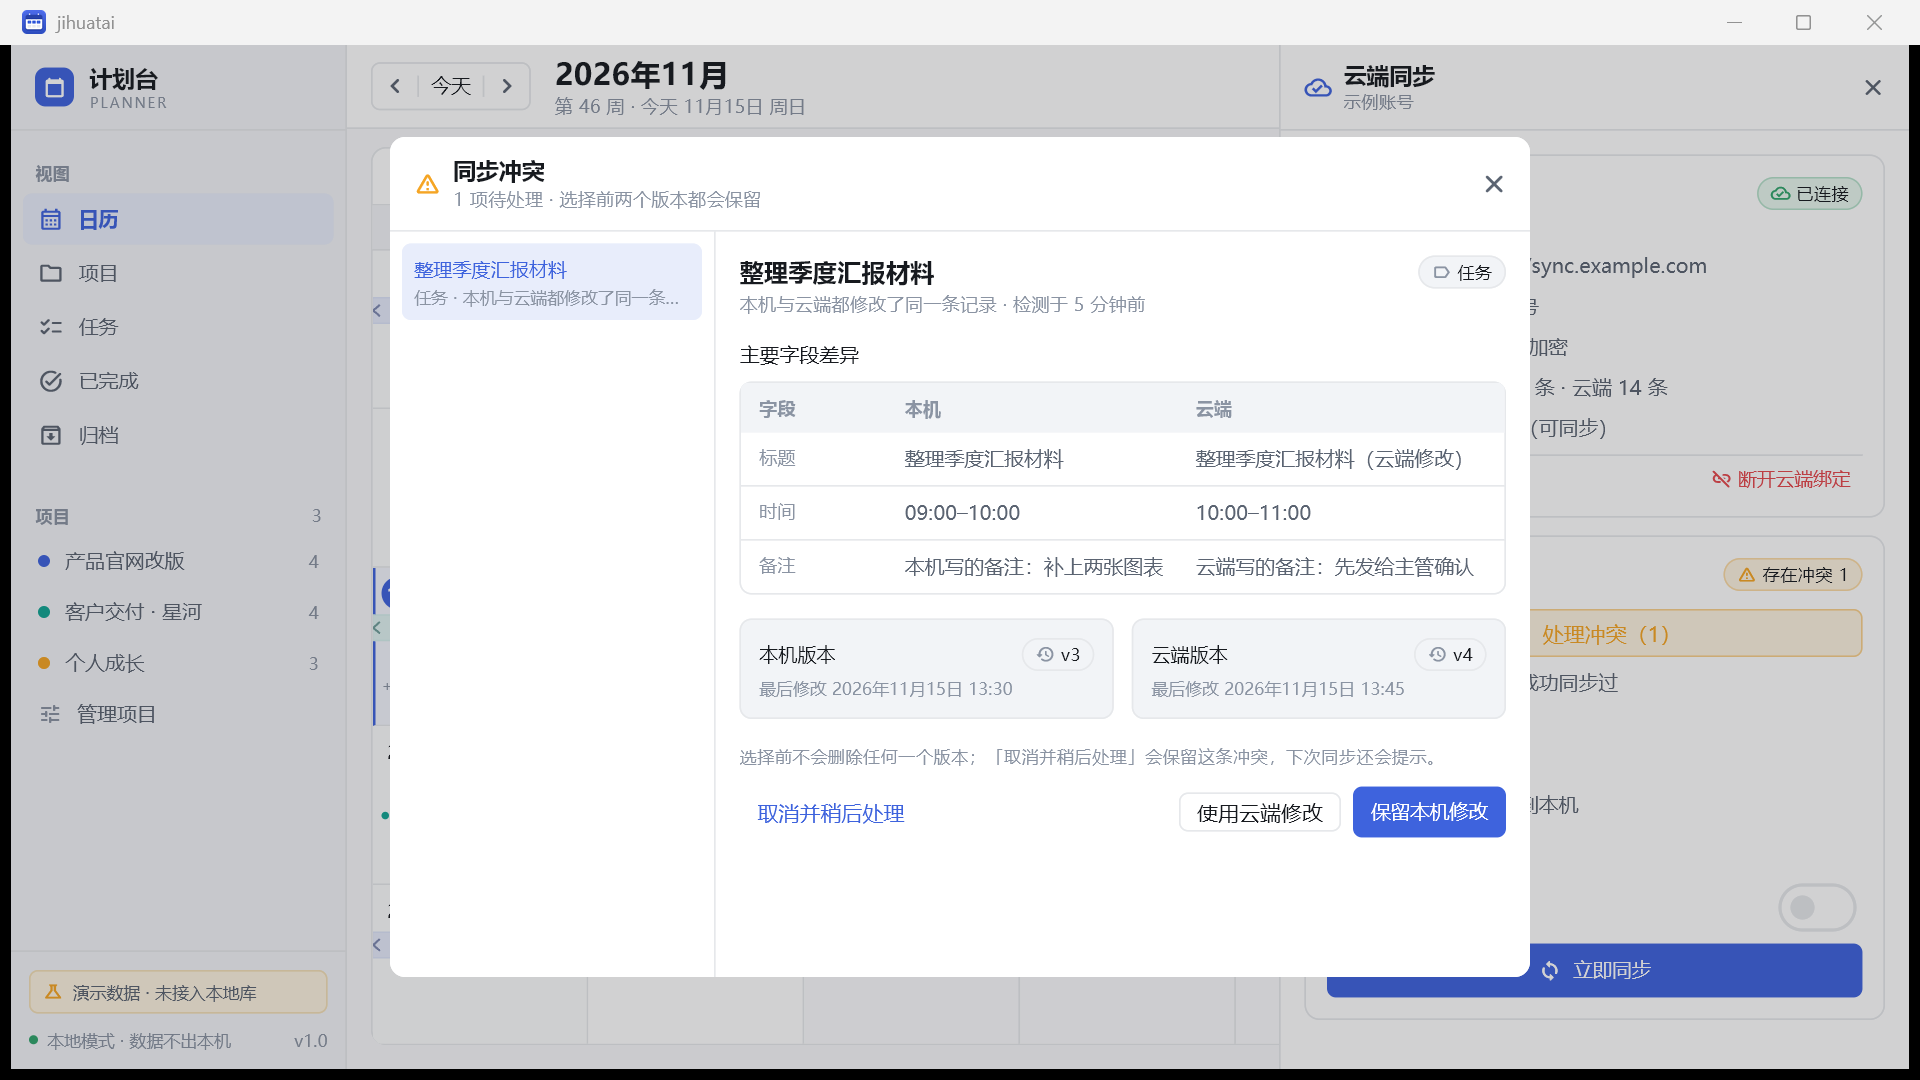 jihuatai
计划台
PLANNER
视图
日历
项目
任务
已完成
归档
项目 3
产品官网改版 4
客户交付 · 星河 4
个人成长 3
管理项目
演示数据 · 未接入本地库
本地模式 · 数据不出本机 v1.0
今天
2026年11月
第 46 周 · 今天 11月15日 周日
云端同步
示例账号
已连接
/sync.example.com
加密
条 · 云端 14 条
(可同步)
断开云端绑定
存在冲突 1
处理冲突（1）
功同步过
到本机
立即同步
同步冲突
1 项待处理 · 选择前两个版本都会保留
整理季度汇报材料
任务 · 本机与云端都修改了同一条...
整理季度汇报材料
任务
本机与云端都修改了同一条记录 · 检测于 5 分钟前
主要字段差异
字段 本机 云端
标题 整理季度汇报材料 整理季度汇报材料（云端修改）
时间 09:00–10:00 10:00–11:00
备注 本机写的备注：补上两张图表 云端写的备注：先发给主管确认
本机版本 v3
最后修改 2026年11月15日 13:30
云端版本 v4
最后修改 2026年11月15日 13:45
选择前不会删除任何一个版本；「取消并稍后处理」会保留这条冲突，下次同步还会提示。
取消并稍后处理
使用云端修改
保留本机修改